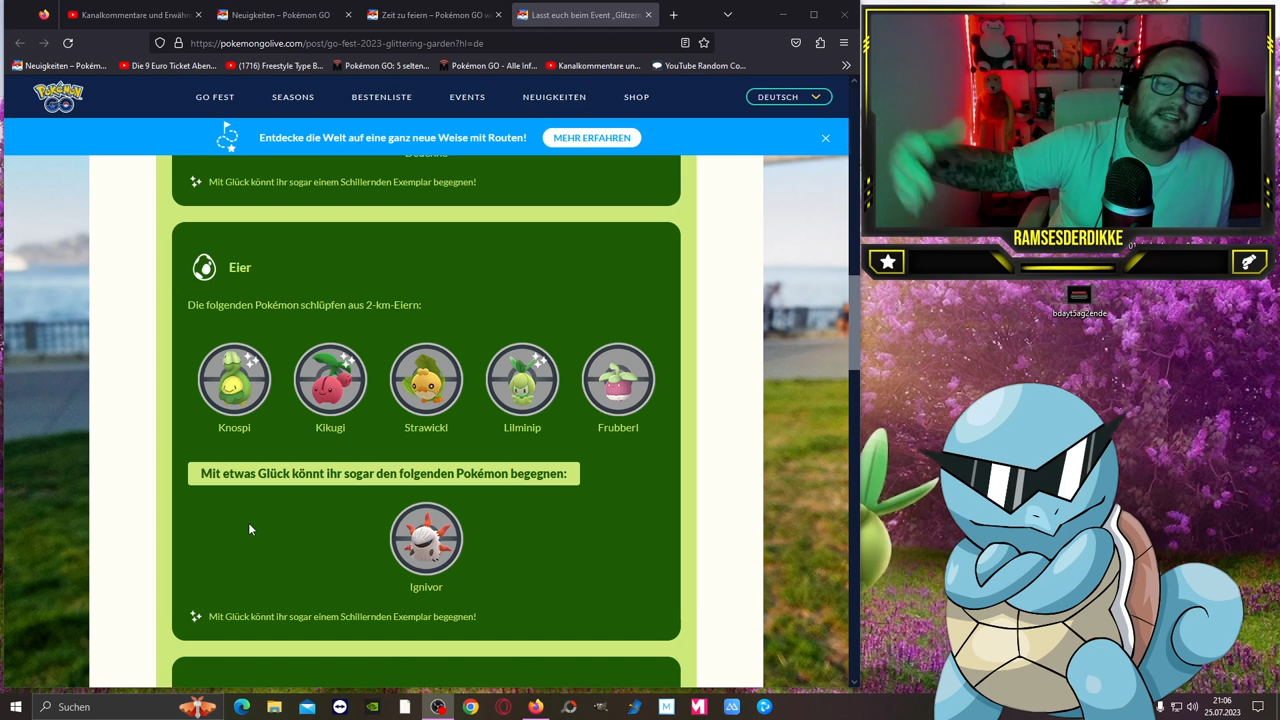 Kanalkommentare Kommentare
Neuigkeiten – Pokémon GO
Zeit zu feiern – Pokémon GO w
Lasst euch beim Event „Glitzern
https://pokemongolive.com/post/go-fest-2023-glittering-garden?hl=de
Neuigkeiten – Pokém...
Die 9 Euro Ticket Aben...
(1716) Freestyle Type B...
Pokémon GO: 5 selten...
Pokémon GO - Alle Inf...
Kanalkommentare un...
YouTube Random Co...
Pokémon GO
GO FEST
SEASONS
BESTENLISTE
EVENTS
NEUIGKEITEN
SHOP
DEUTSCH
Entdecke die Welt auf eine ganz neue Weise mit Routen!
MEHR ERFAHREN
Dedenne
Mit Glück könnt ihr sogar einem Schillernden Exemplar begegnen!
Eier
Die folgenden Pokémon schlüpfen aus 2-km-Eiern:
Knospi
Kikugi
Strawickl
Lilminip
Frubberl
Mit etwas Glück könnt ihr sogar den folgenden Pokémon begegnen:
Ignivor
Mit Glück könnt ihr sogar einem Schillernden Exemplar begegnen!
RAMSESDERDIKKE
bdayt5ag2ende
Suchen
21:06
25.07.2023